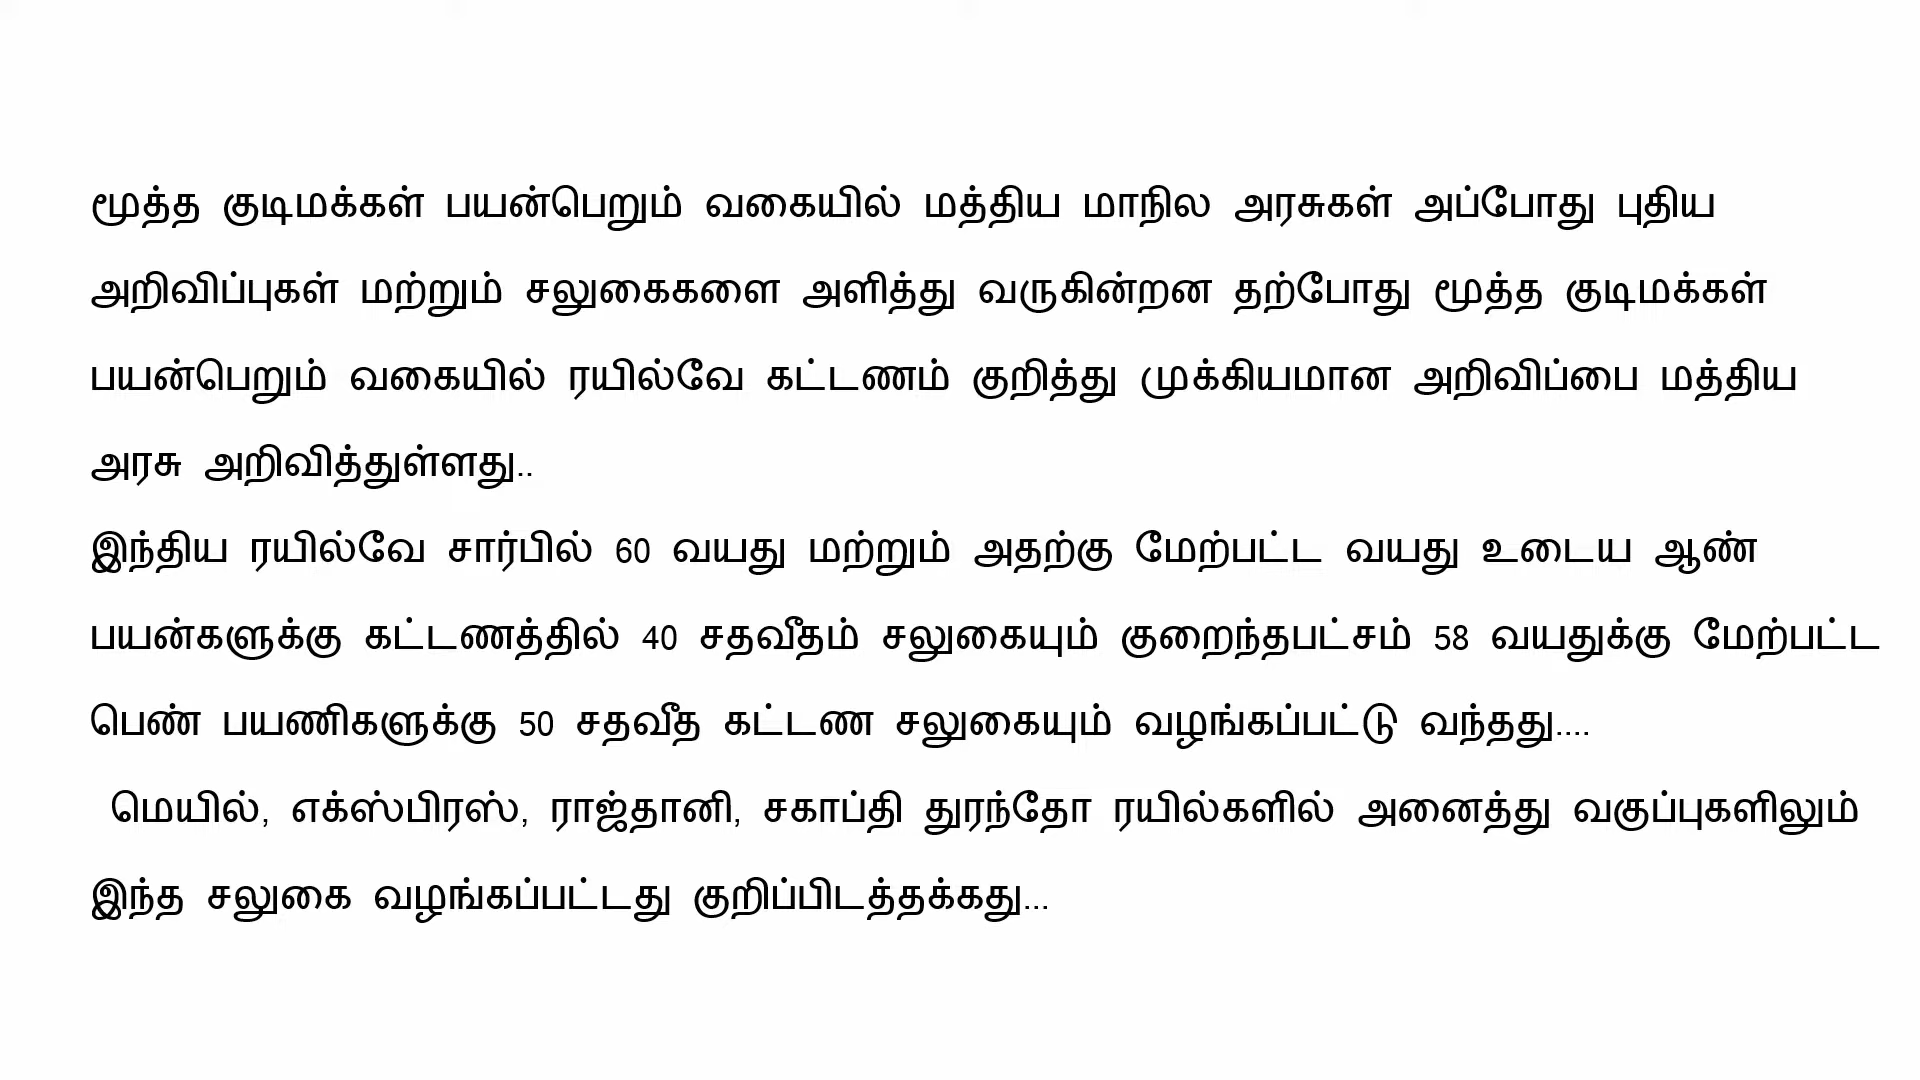 மூத்த குடிமக்கள் பயன்பெறும் வகையில் மத்திய மாநில அரசுகள் அப்போது புதிய
அறிவிப்புகள் மற்றும் சலுகைகளை அளித்து வருகின்றன தற்போது மூத்த குடிமக்கள்
பயன்பெறும் வகையில் ரயில்வே கட்டணம் குறித்து முக்கியமான அறிவிப்பை மத்திய
அரசு அறிவித்துள்ளது..
இந்திய ரயில்வே சார்பில் 60 வயது மற்றும் அதற்கு மேற்பட்ட வயது உடைய ஆண்
பயன்களுக்கு கட்டணத்தில் 40 சதவீதம் சலுகையும் குறைந்தபட்சம் 58 வயதுக்கு மேற்பட்ட
பெண் பயணிகளுக்கு 50 சதவீத கட்டண சலுகையும் வழங்கப்பட்டு வந்தது....
மெயில், எக்ஸ்பிரஸ், ராஜ்தானி, சகாப்தி துரந்தோ ரயில்களில் அனைத்து வகுப்புகளிலும்
இந்த சலுகை வழங்கப்பட்டது குறிப்பிடத்தக்கது...